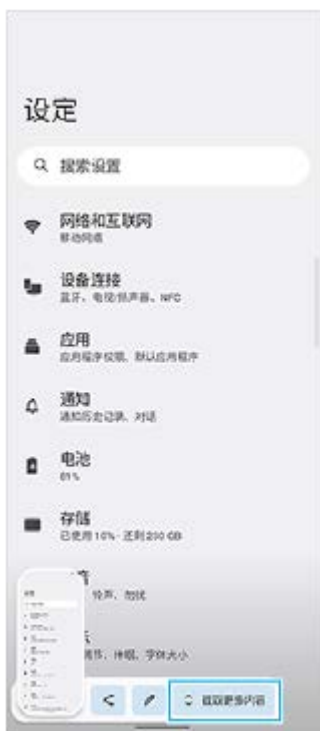 设定
搜索设置
网络和互联网
移动网络
设备连接
蓝牙、电视/低声器、NFC
应用
应用程序权限、默认应用程序
通知
通知历史记录、对话
电池
81%
存储
已使用 10% · 还剩 230 GB
铃声、勿扰
休眠、字体大小
截取更多内容